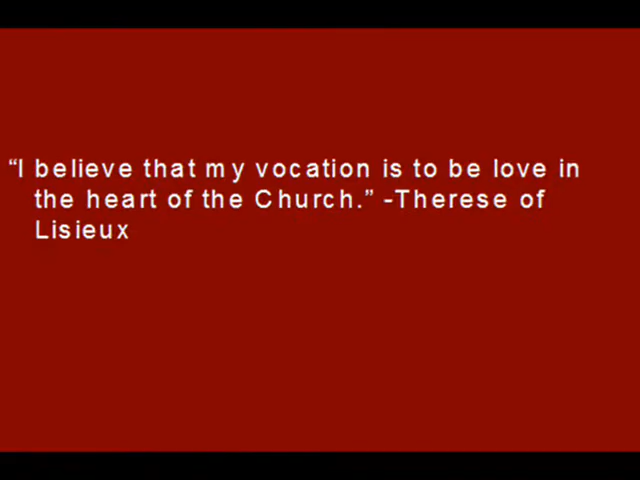 “I believe that my vocation is to be love in
the heart of the Church.” -Therese of
Lisieux